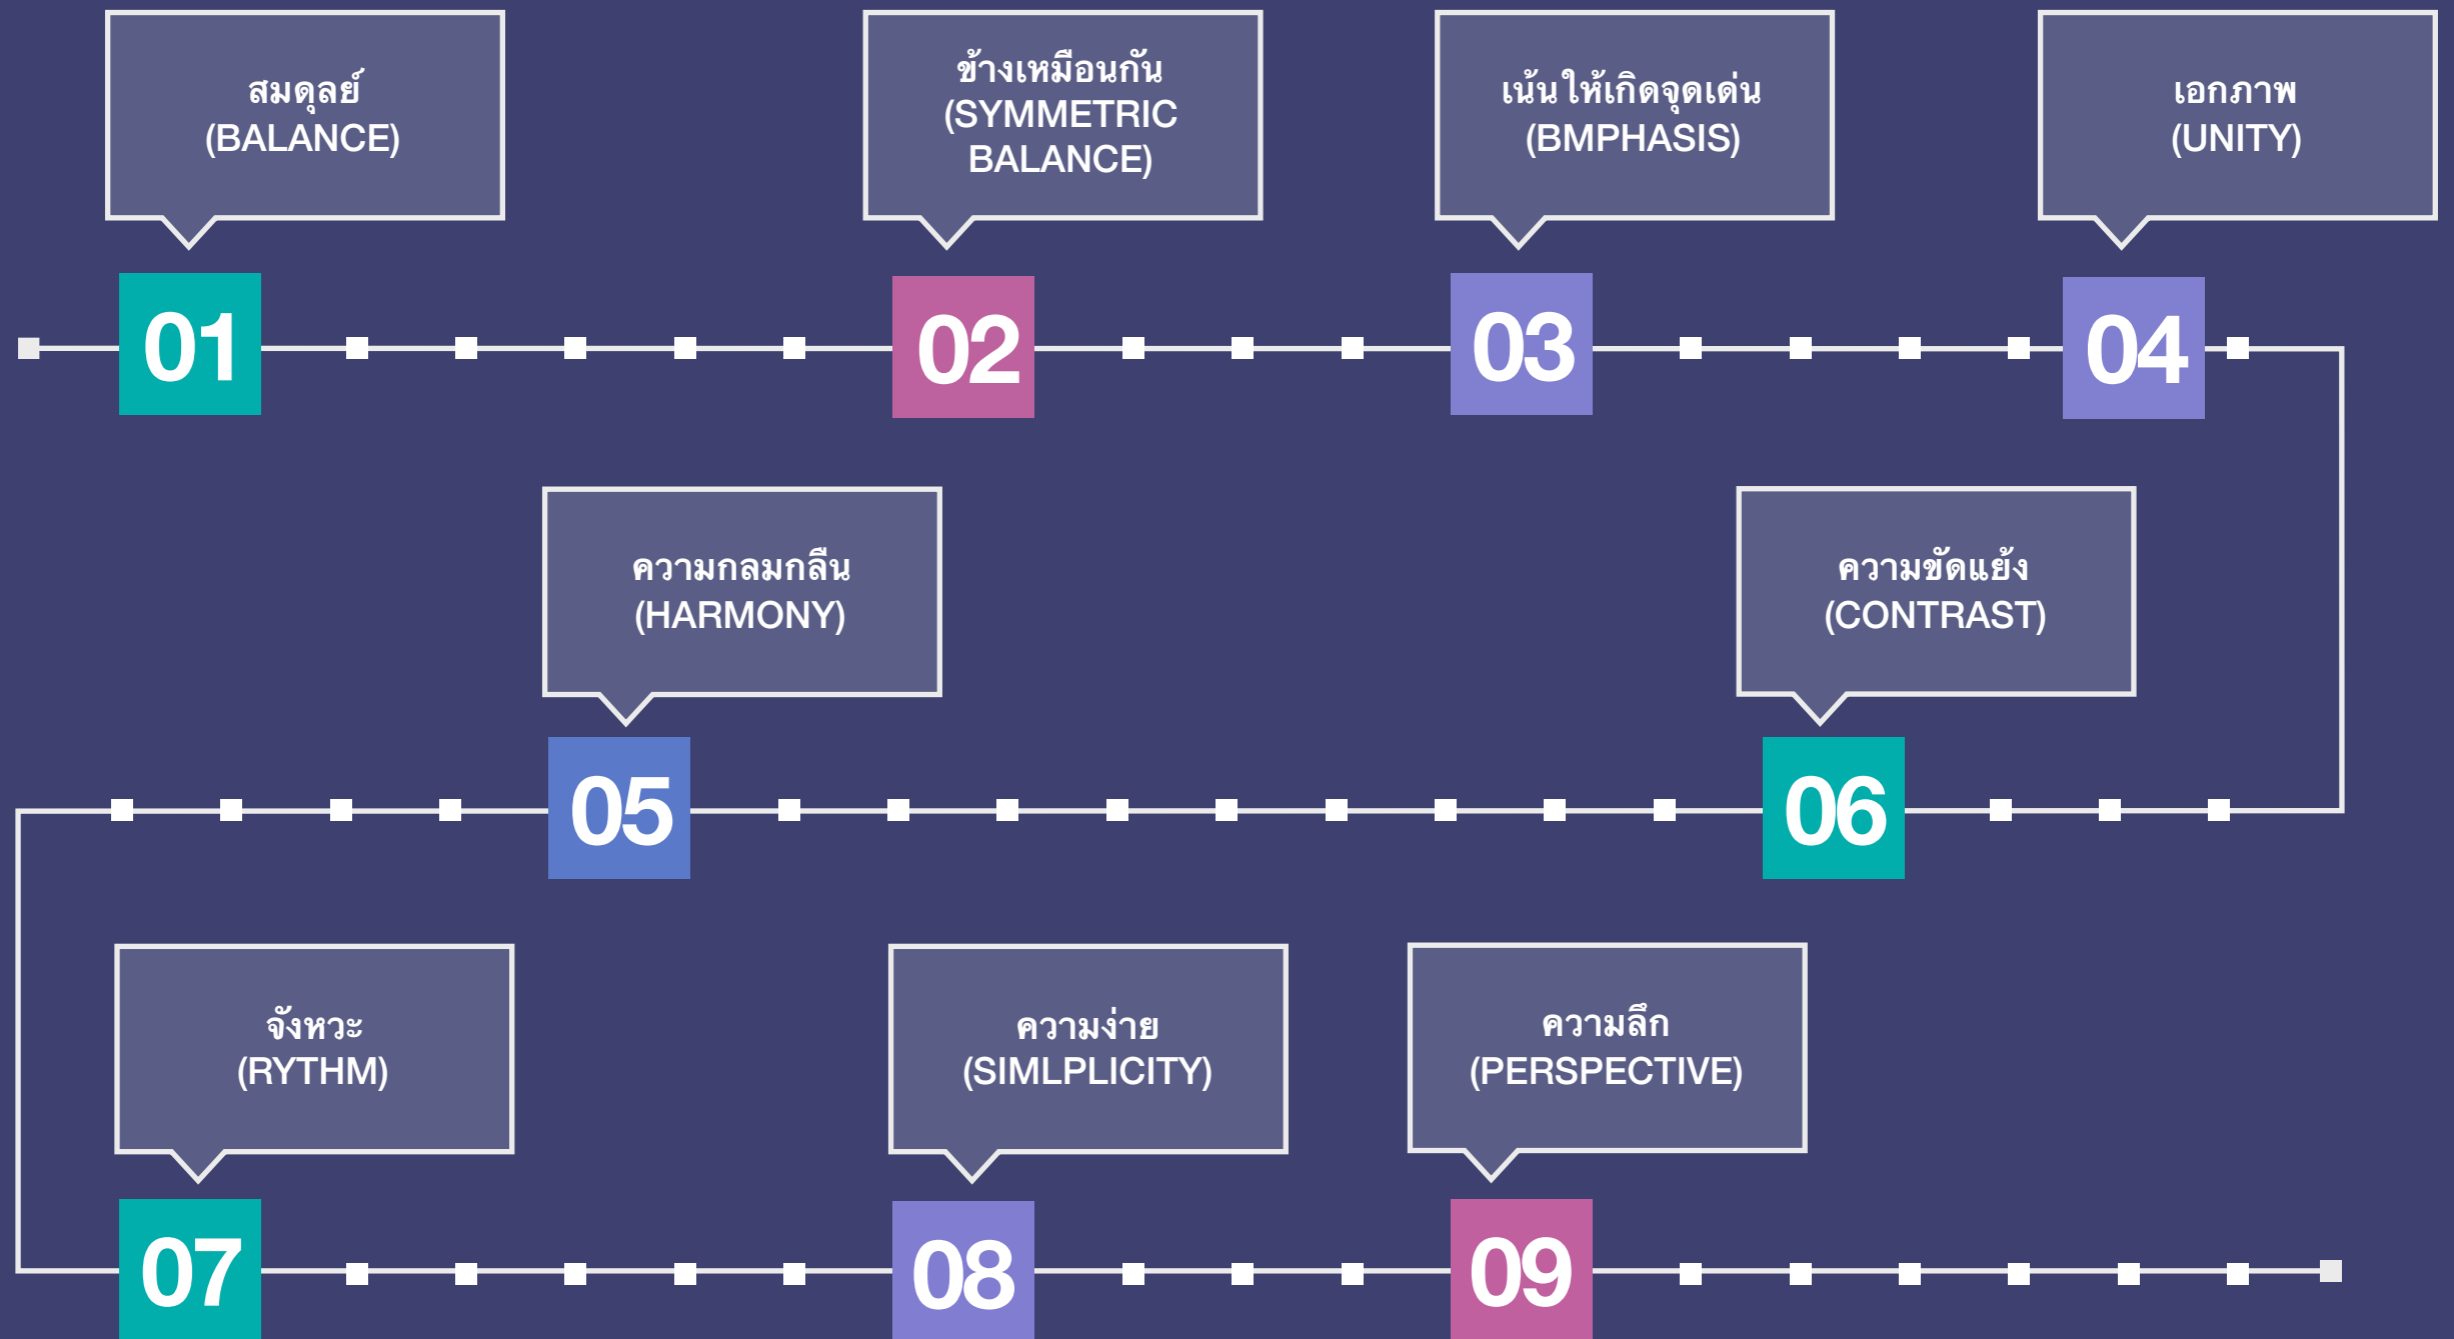 สมดุลย์
(BALANCE)
01
ข้างเหมือนกัน
(SYMMETRIC
BALANCE)
02
เน้นให้เกิดจุดเด่น
(BMPHASIS)
03
เอกภาพ
(UNITY)
04
ความกลมกลืน
(HARMONY)
05
ความขัดแย้ง
(CONTRAST)
06
จังหวะ
(RYTHM)
07
ความง่าย
(SIMLPLICITY)
08
ความลึก
(PERSPECTIVE)
09